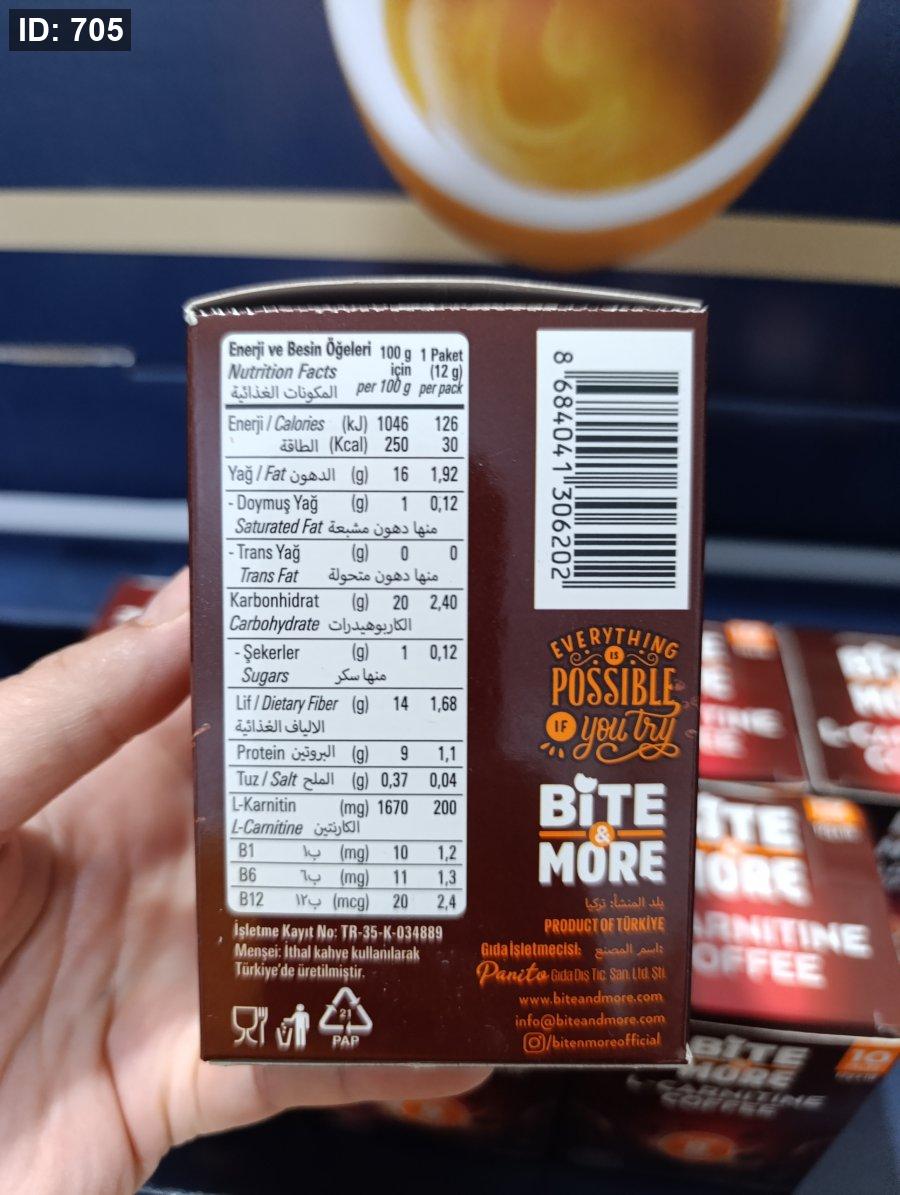 ID: 705
Enerji ve Besin Öğeleri 100 g için 1 Paket (12 g)
Nutrition Facts per 100 g per pack
المكونات الغذائية
Enerji / Calories (kJ) 1046 126
الطاقة (Kcal) 250 30
Yağ / Fat الدهون (g) 16 1,92
- Doymuş Yağ (g) 1 0,12
Saturated Fat منها دهون مشبعة
- Trans Yağ (g) 0 0
Trans Fat منها دهون متحولة
Karbonhidrat (g) 20 2,40
Carbohydrate الكاربوهيدرات
- Şekerler (g) 1 0,12
Sugars منها سكر
Lif / Dietary Fiber (g) 14 1,68
الالياف الغذائية
Protein البروتين (g) 9 1,1
Tuz / Salt الملح (g) 0,37 0,04
L-Karnitin (mg) 1670 200
L-Carnitine الكارنتين
B1 ب١ (mg) 10 1,2
B6 ب٦ (mg) 11 1,3
B12 ب١٢ (mcg) 20 2,4
İşletme Kayıt No: TR-35-K-034889
Menşei: İthal kahve kullanılarak
Türkiye'de üretilmiştir.
21
PAP
8 684041 306202
EVERYTHING
IS
POSSIBLE
IF you try
BiTE
&
MORE
بلد المنشأ: تركيا
PRODUCT OF TÜRKİYE
Gıda İşletmecisi: اسم المصنع:
Panito Gıda Dış Tic. San. Ltd. Şti.
www.biteandmore.com
info@biteandmore.com
/bitenmoreofficial
BiTE
MORE
L-CARNITINE
COFFEE
10